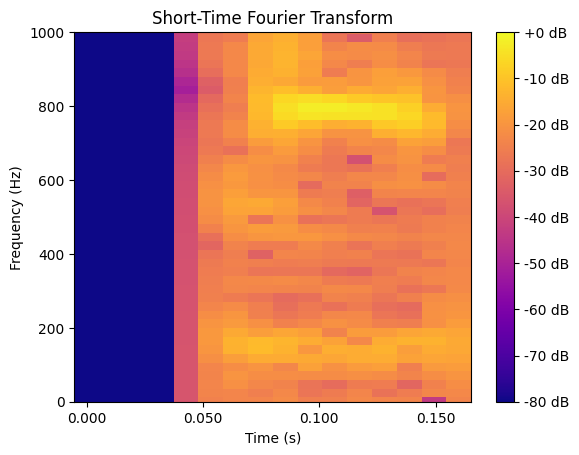 Short-Time Fourier Transform
1000
800
600
400
200
0
Frequency (Hz)
0.000
0.050
0.100
0.150
Time (s)
+0 dB
-10 dB
-20 dB
-30 dB
-40 dB
-50 dB
-60 dB
-70 dB
-80 dB